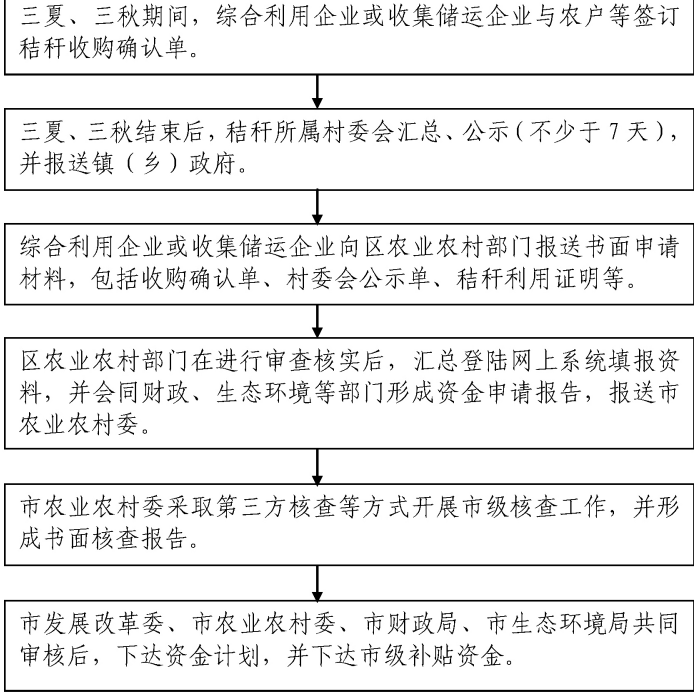 三夏、三秋期间，综合利用企业或收集储运企业与农户等签订
秸秆收购确认单。
三夏、三秋结束后，秸秆所属村委会汇总、公示（不少于 7 天），
并报送镇（乡）政府。
综合利用企业或收集储运企业向区农业农村部门报送书面申请
材料，包括收购确认单、村委会公示单、秸秆利用证明等。
区农业农村部门在进行审查核实后，汇总登陆网上系统填报资
料，并会同财政、生态环境等部门形成资金申请报告，报送市
农业农村委。
市农业农村委采取第三方核查等方式开展市级核查工作，并形
成书面核查报告。
市发展改革委、市农业农村委、市财政局、市生态环境局共同
审核后，下达资金计划，并下达市级补贴资金。